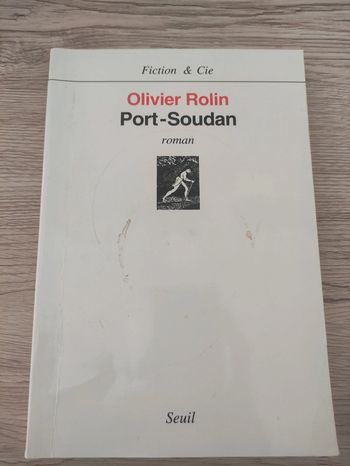 Fiction & Cie
Olivier Rolin
Port-Soudan
roman
Seuil